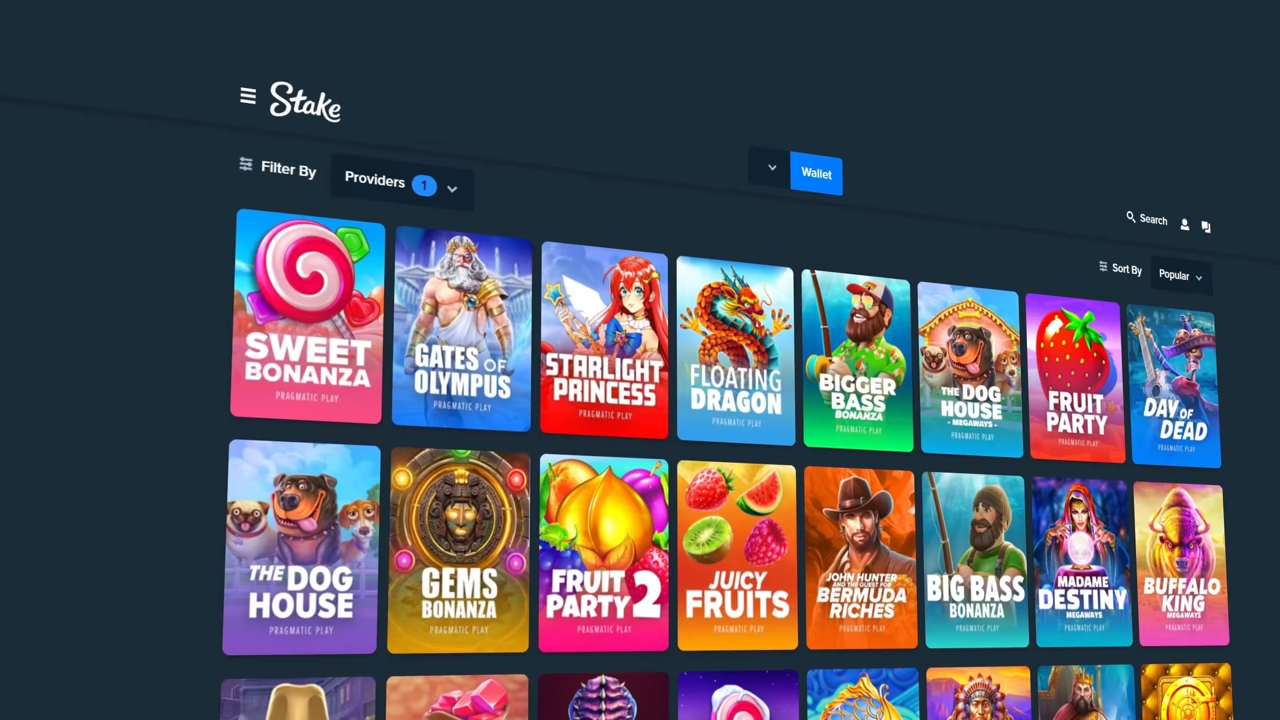 Stake
Filter By
Providers 1
Wallet
Search
Sort By
Popular
SWEET
BONANZA
PRAGMATIC PLAY
GATES OF
OLYMPUS
PRAGMATIC PLAY
STARLIGHT
PRINCESS
PRAGMATIC PLAY
FLOATING
DRAGON
PRAGMATIC PLAY
BIGGER
BASS
BONANZA
PRAGMATIC PLAY
THE DOG
HOUSE
- MEGAWAYS -
PRAGMATIC PLAY
FRUIT
PARTY
PRAGMATIC PLAY
DAY OF
DEAD
PRAGMATIC PLAY
THE DOG
HOUSE
PRAGMATIC PLAY
GEMS
BONANZA
PRAGMATIC PLAY
FRUIT
PARTY 2
PRAGMATIC PLAY
JUICY
FRUITS
PRAGMATIC PLAY
JOHN HUNTER
AND THE QUEST FOR
BERMUDA
RICHES
PRAGMATIC PLAY
BIG BASS
BONANZA
PRAGMATIC PLAY
MADAME
DESTINY
MEGAWAYS
PRAGMATIC PLAY
BUFFALO
KING
MEGAWAYS
PRAGMATIC PLAY